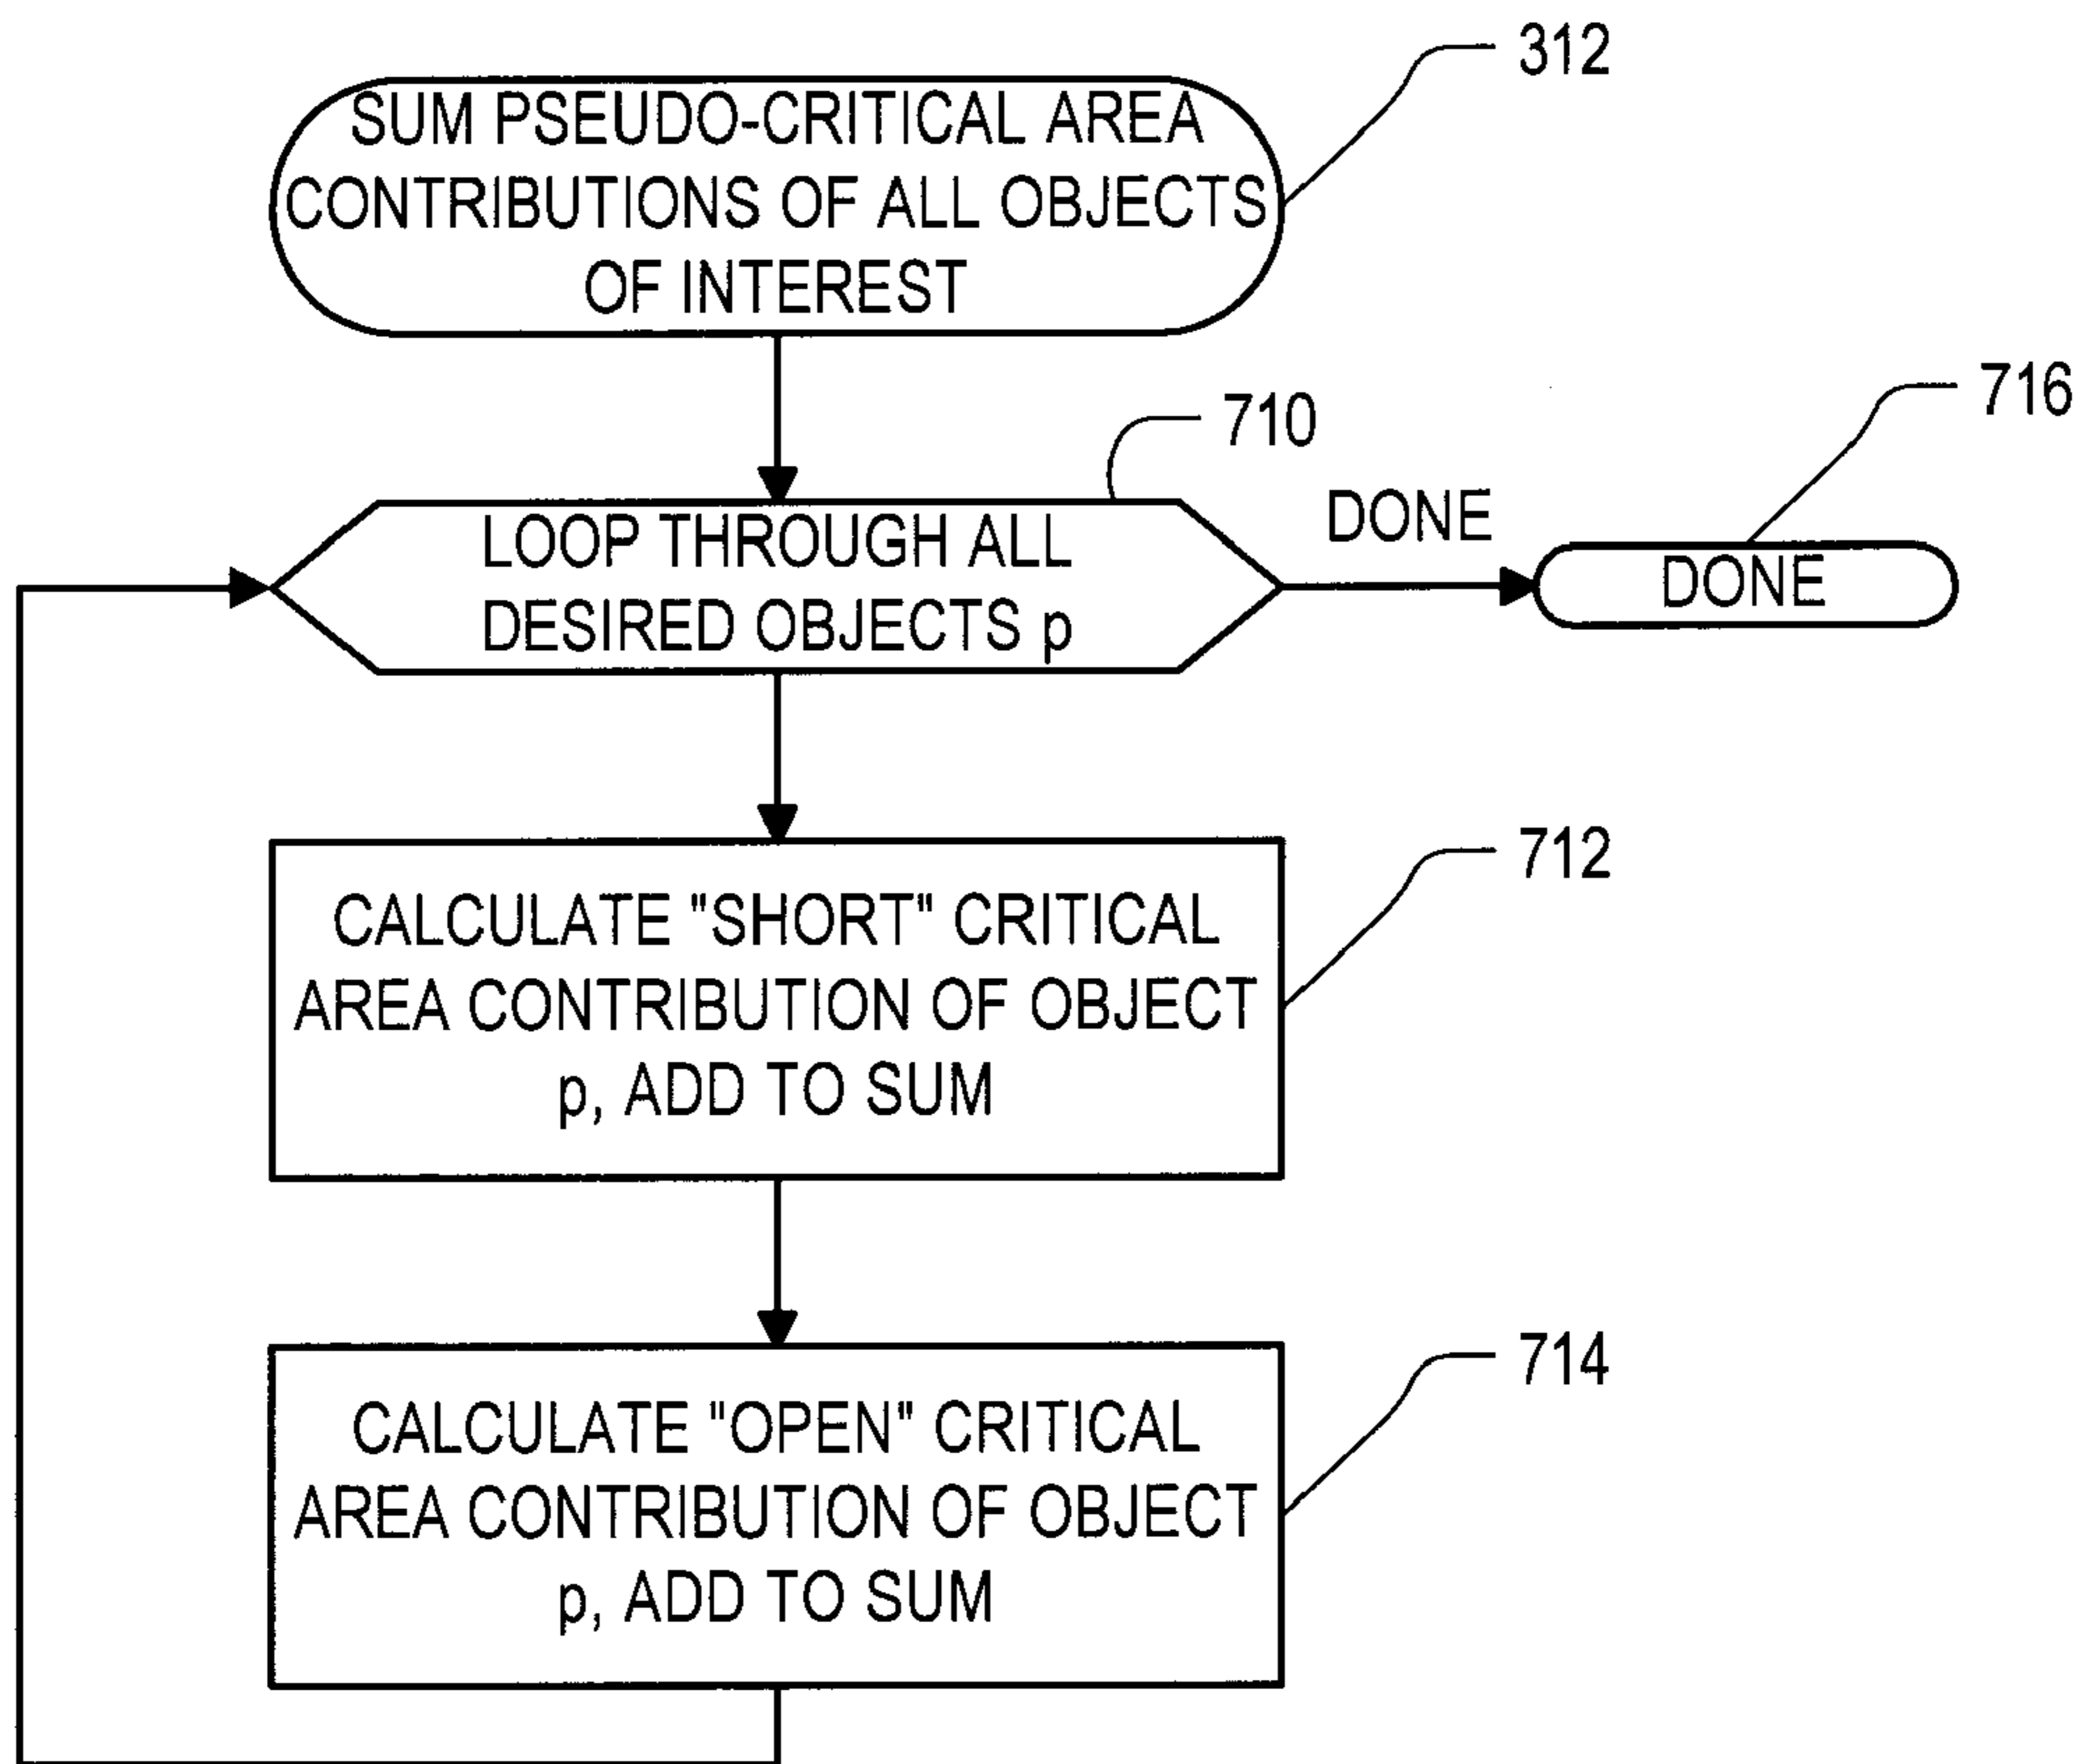 312
SUM PSEUDO-CRITICAL AREA
CONTRIBUTIONS OF ALL OBJECTS
OF INTEREST
710
716
DONE
LOOP THROUGH ALL
DESIRED OBJECTS p
DONE
712
CALCULATE "SHORT" CRITICAL
AREA CONTRIBUTION OF OBJECT
p, ADD TO SUM
714
CALCULATE "OPEN" CRITICAL
AREA CONTRIBUTION OF OBJECT
p, ADD TO SUM